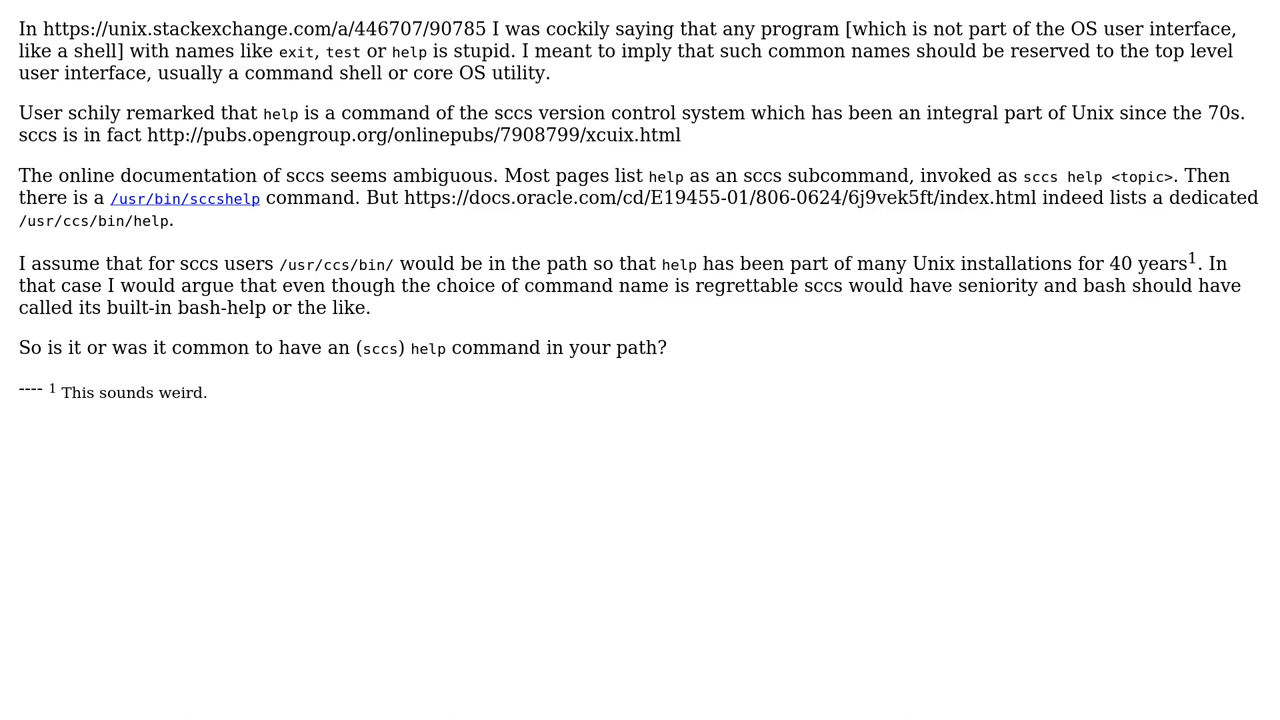 In https://unix.stackexchange.com/a/446707/90785 I was cockily saying that any program [which is not part of the OS user interface,
like a shell] with names like exit, test or help is stupid. I meant to imply that such common names should be reserved to the top level
user interface, usually a command shell or core OS utility.
User schily remarked that help is a command of the sccs version control system which has been an integral part of Unix since the 70s.
sccs is in fact http://pubs.opengroup.org/onlinepubs/7908799/xcuix.html
The online documentation of sccs seems ambiguous. Most pages list help as an sccs subcommand, invoked as sccs help <topic>. Then
there is a /usr/bin/sccshelp command. But https://docs.oracle.com/cd/E19455-01/806-0624/6j9vek5ft/index.html indeed lists a dedicated
/usr/ccs/bin/help.
I assume that for sccs users /usr/ccs/bin/ would be in the path so that help has been part of many Unix installations for 40 years1. In
that case I would argue that even though the choice of command name is regrettable sccs would have seniority and bash should have
called its built-in bash-help or the like.
So is it or was it common to have an (sccs) help command in your path?
---- 1 This sounds weird.